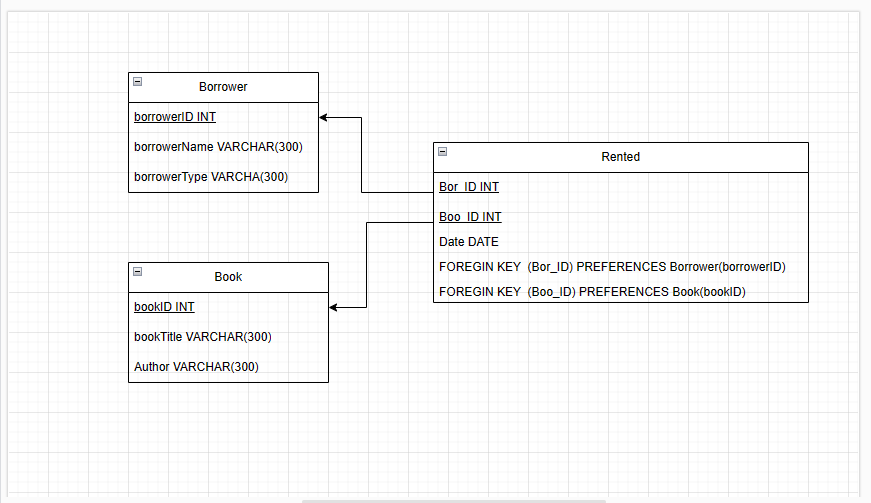 Borrower
borrowerID INT
borrowerName VARCHAR(300)
borrowerType VARCHA(300)
Rented
Bor_ID INT
Boo_ID INT
Date DATE
FOREGIN KEY (Bor_ID) PREFERENCES Borrower(borrowerID)
FOREGIN KEY (Boo_ID) PREFERENCES Book(bookID)
Book
bookID INT
bookTitle VARCHAR(300)
Author VARCHAR(300)